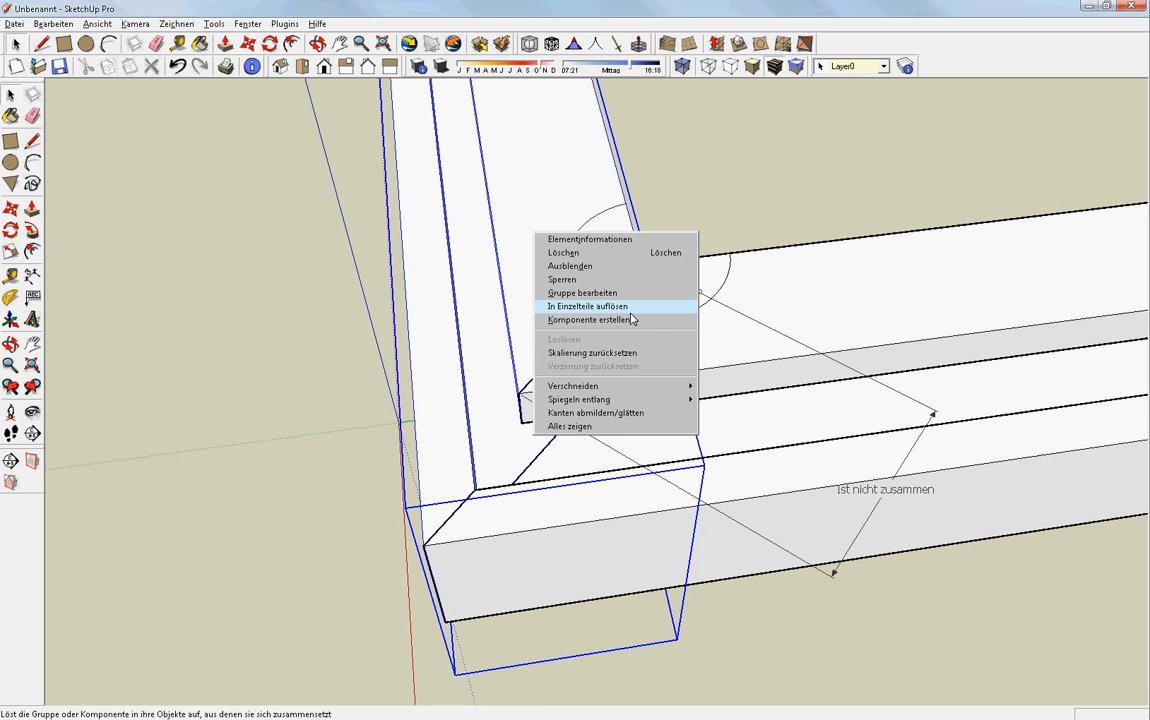 Unbenannt - SketchUp Pro
Datei Bearbeiten Ansicht Kamera Zeichnen Tools Fenster Plugins Hilfe
J F M A M J J A S O N D 07:21 Mittag 16:18 Layer0
Elementinformationen
Löschen Löschen
Ausblenden
Sperren
Gruppe bearbeiten
In Einzelteile auflösen
Komponente erstellen
Loslösen
Skalierung zurücksetzen
Verzerrung zurücksetzen
Verschneiden
Spiegeln entlang
Kanten abmildern/glätten
Alles zeigen
Ist nicht zusammen
Löst die Gruppe oder Komponente in ihre Objekte auf, aus denen sie sich zusammensetzt